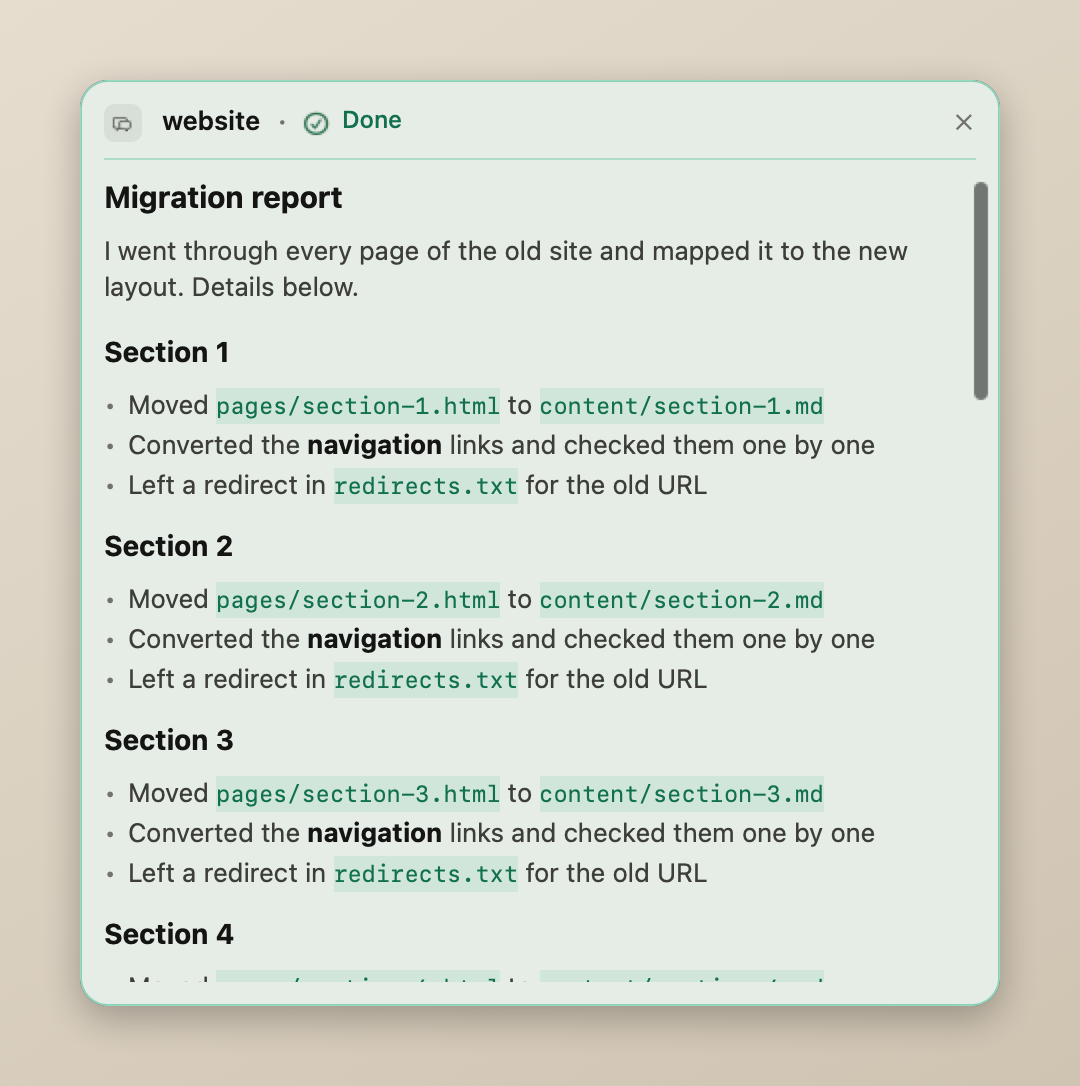 website · Done
Migration report
I went through every page of the old site and mapped it to the new
layout. Details below.
Section 1
• Moved pages/section-1.html to content/section-1.md
• Converted the navigation links and checked them one by one
• Left a redirect in redirects.txt for the old URL
Section 2
• Moved pages/section-2.html to content/section-2.md
• Converted the navigation links and checked them one by one
• Left a redirect in redirects.txt for the old URL
Section 3
• Moved pages/section-3.html to content/section-3.md
• Converted the navigation links and checked them one by one
• Left a redirect in redirects.txt for the old URL
Section 4